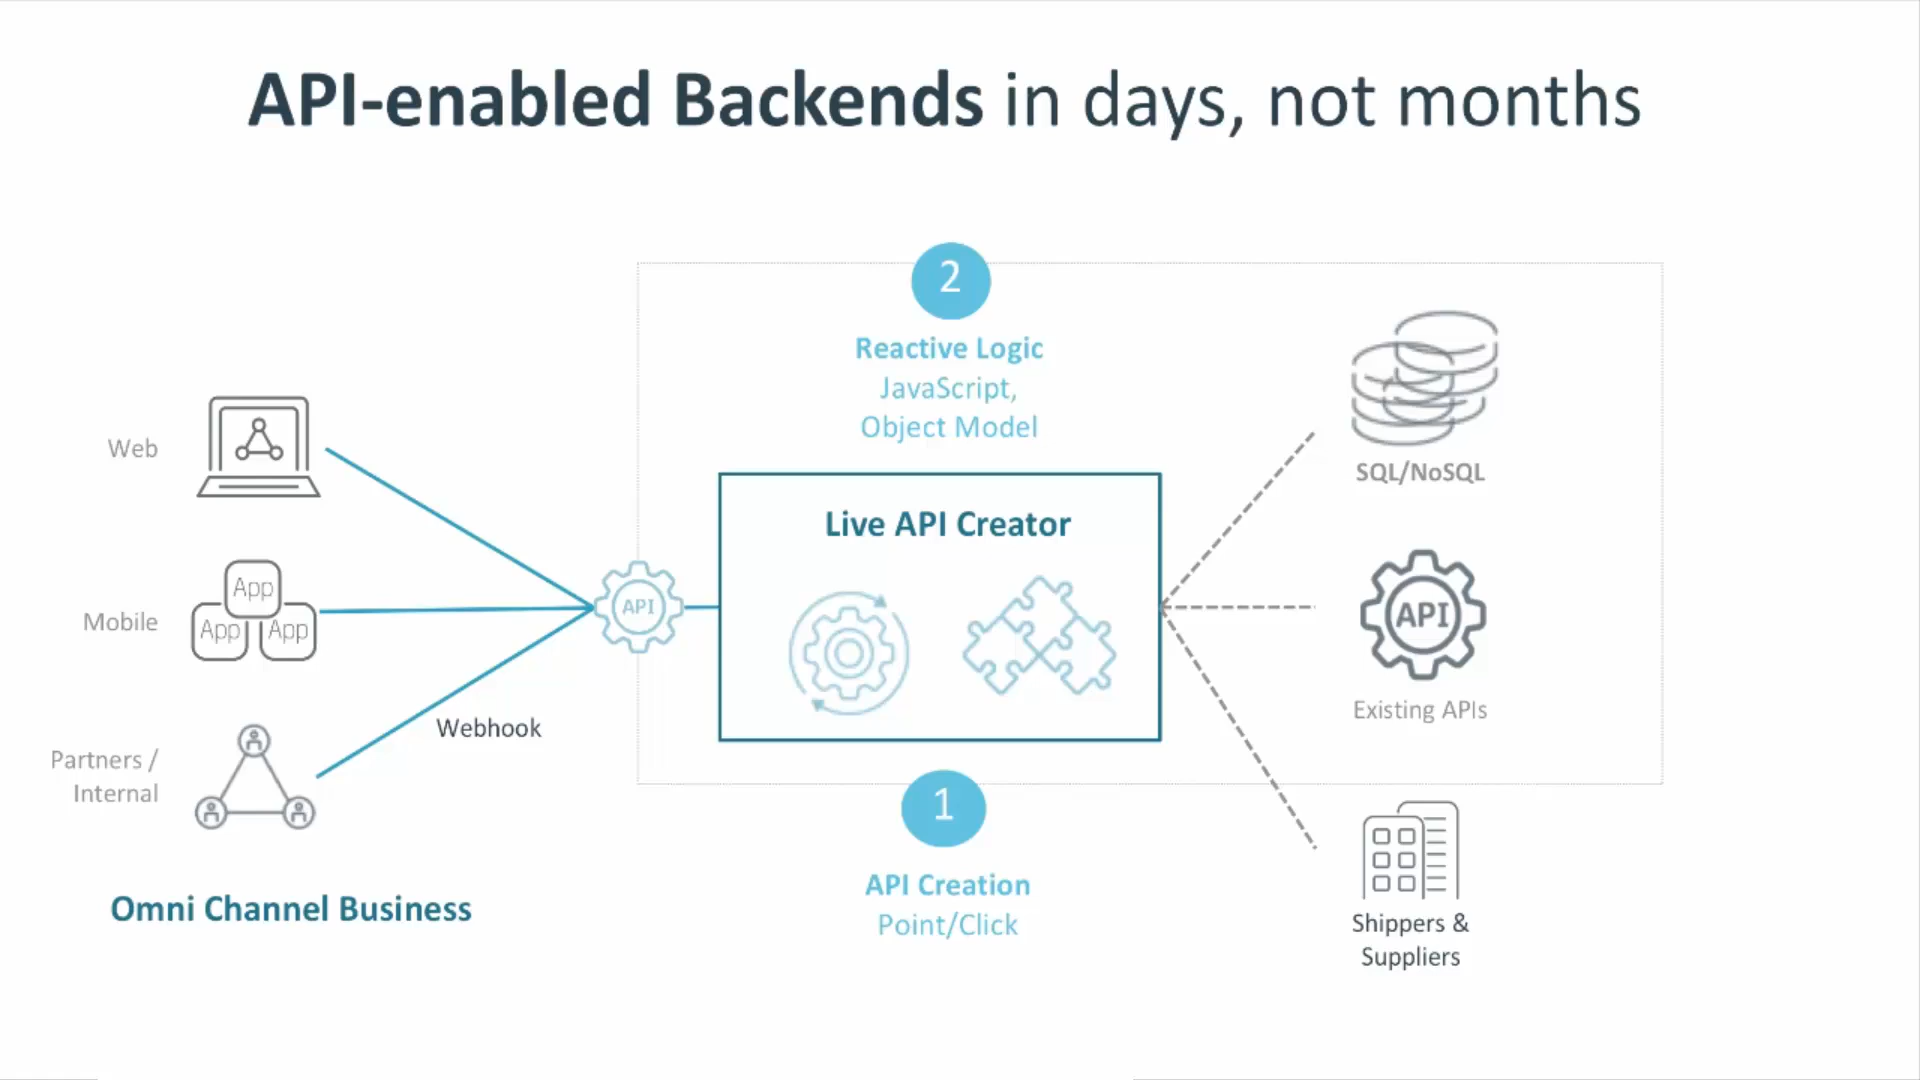 API-enabled Backends in days, not months
2
Reactive Logic
JavaScript,
Object Model
Web
Mobile
App
App
App
Partners /
Internal
Webhook
Omni Channel Business
API
Live API Creator
1
API Creation
Point/Click
SQL/NoSQL
API
Existing APIs
Shippers &
Suppliers